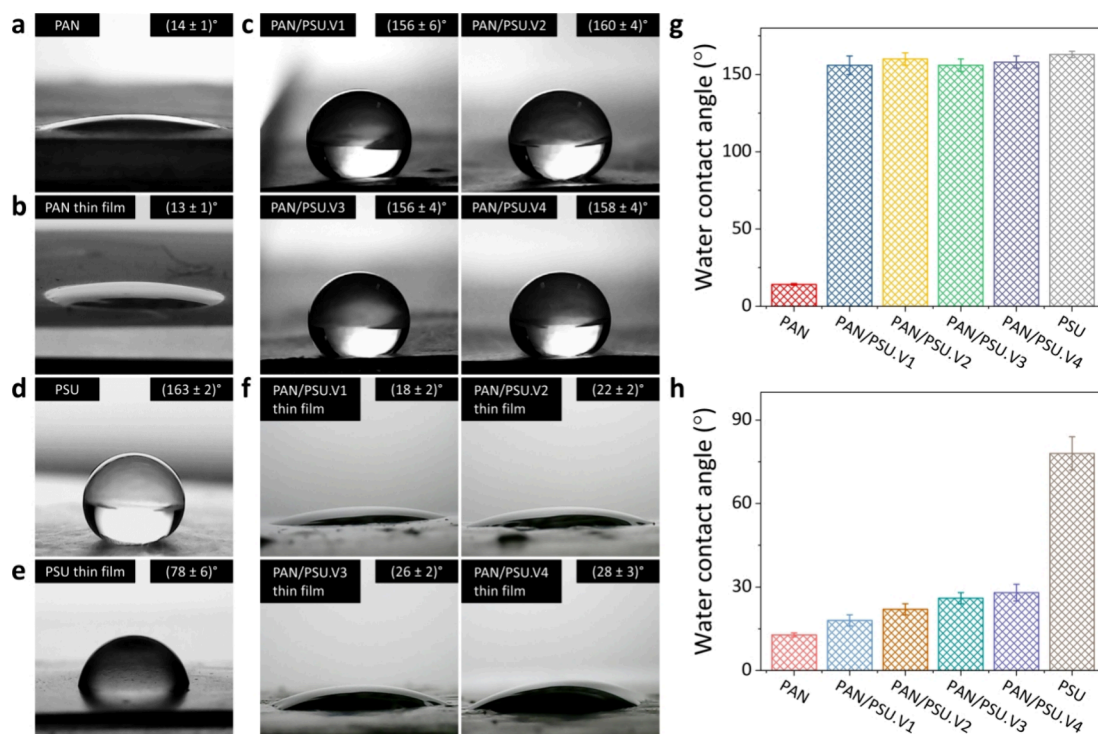 a
PAN
(14 ± 1)°
b
PAN thin film
(13 ± 1)°
c
PAN/PSU.V1
(156 ± 6)°
PAN/PSU.V2
(160 ± 4)°
PAN/PSU.V3
(156 ± 4)°
PAN/PSU.V4
(158 ± 4)°
d
PSU
(163 ± 2)°
e
PSU thin film
(78 ± 6)°
f
PAN/PSU.V1
thin film
(18 ± 2)°
PAN/PSU.V2
thin film
(22 ± 2)°
PAN/PSU.V3
thin film
(26 ± 2)°
PAN/PSU.V4
thin film
(28 ± 3)°
g
Water contact angle (°)
150
100
50
0
PAN
PAN/PSU.V1
PAN/PSU.V2
PAN/PSU.V3
PAN/PSU.V4
PSU
h
Water contact angle (°)
90
60
30
0
PAN
PAN/PSU.V1
PAN/PSU.V2
PAN/PSU.V3
PAN/PSU.V4
PSU